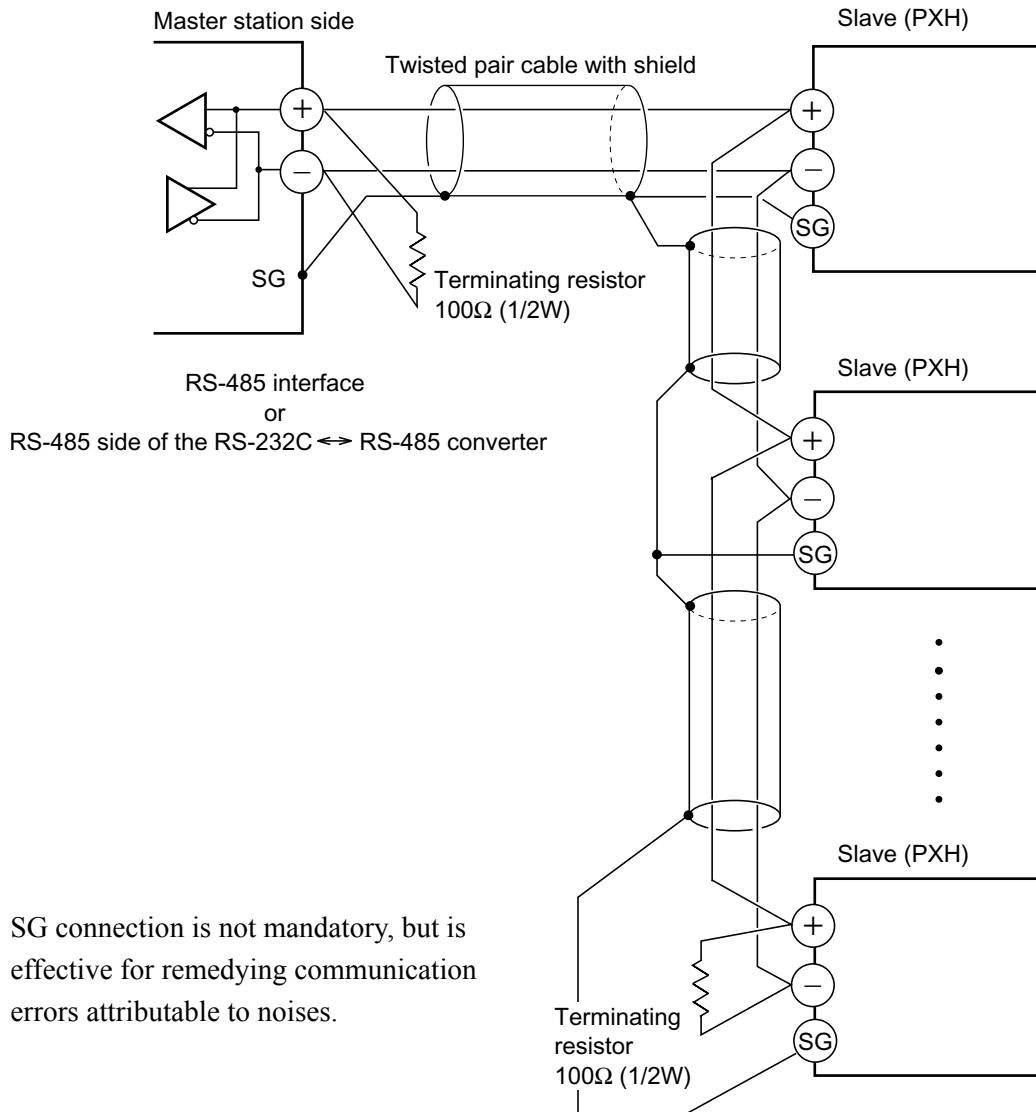 Master station side
Slave (PXH)
Twisted pair cable with shield
+
−
SG
Terminating resistor
100Ω (1/2W)
+
−
SG
RS-485 interface
or
RS-485 side of the RS-232C ↔ RS-485 converter
Slave (PXH)
+
−
SG
Slave (PXH)
+
−
SG
Terminating
resistor
100Ω (1/2W)
SG connection is not mandatory, but is
effective for remedying communication
errors attributable to noises.